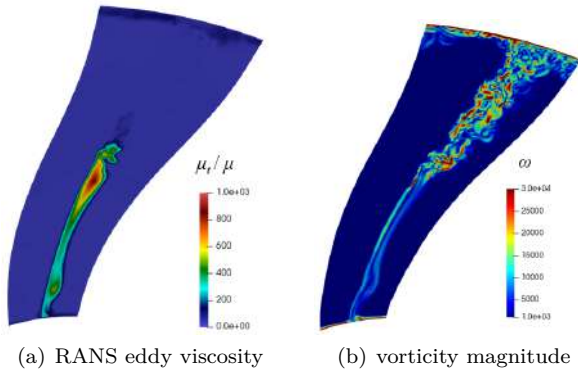 μt/μ
1.0e+03
800
600
400
200
0.0e+00
ω
3.0e+04
25000
20000
15000
10000
5000
1.0e+03
(a) RANS eddy viscosity
(b) vorticity magnitude